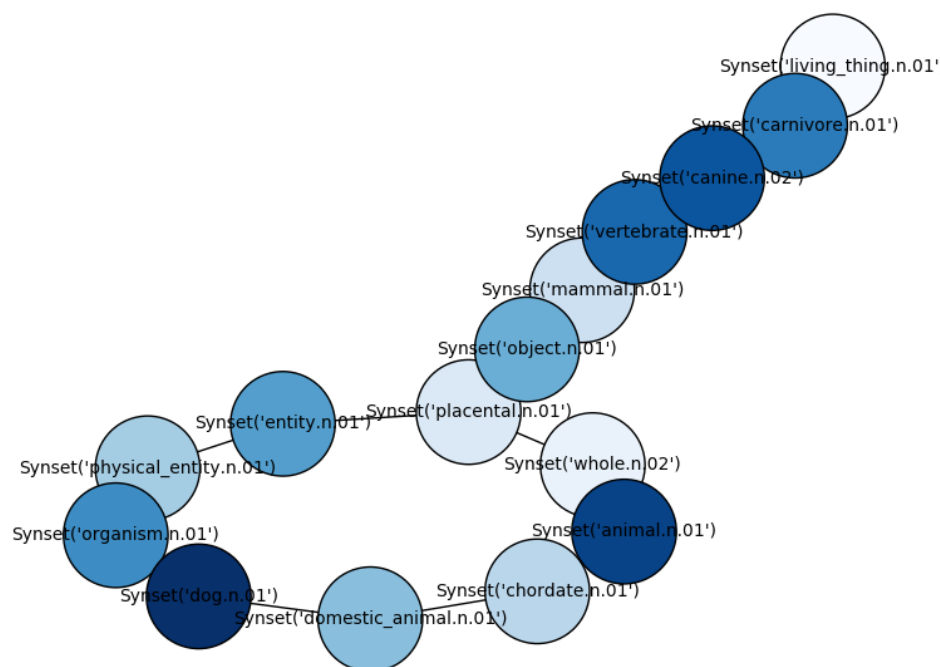 Synset('living_thing.n.01'
Synset('carnivore.n.01')
Synset('canine.n.02')
Synset('vertebrate.n.01')
Synset('mammal.n.01')
Synset('object.n.01')
Synset('placental.n.01')
Synset('entity.n.01')
Synset('whole.n.02')
Synset('physical_entity.n.01')
Synset('animal.n.01')
Synset('organism.n.01')
Synset('chordate.n.01')
Synset('dog.n.01')
Synset('domestic_animal.n.01')